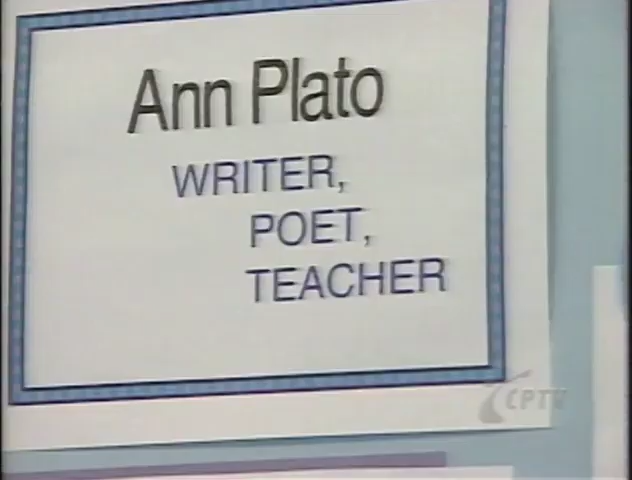 Ann Plato
WRITER,
POET,
TEACHER
CPTV